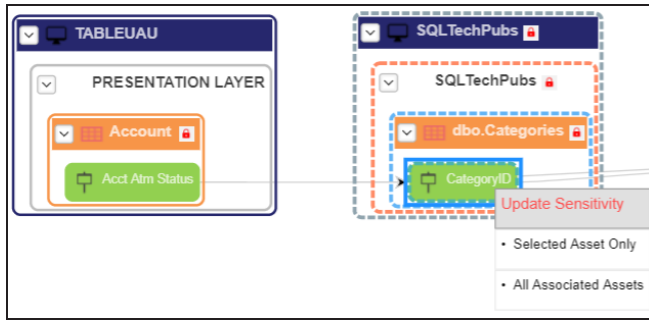 TABLEUAU
PRESENTATION LAYER
Account
Acct Atm Status
SQLTechPubs
SQLTechPubs
dbo.Categories
CategoryID
Update Sensitivity
• Selected Asset Only
• All Associated Assets